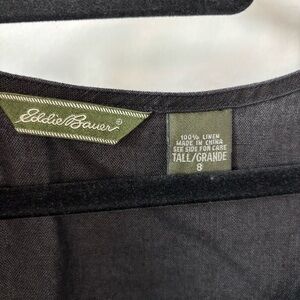 Eddie Bauer®
100% LINEN
MADE IN CHINA
SEE SIDE FOR CARE
TALL/GRANDE
8